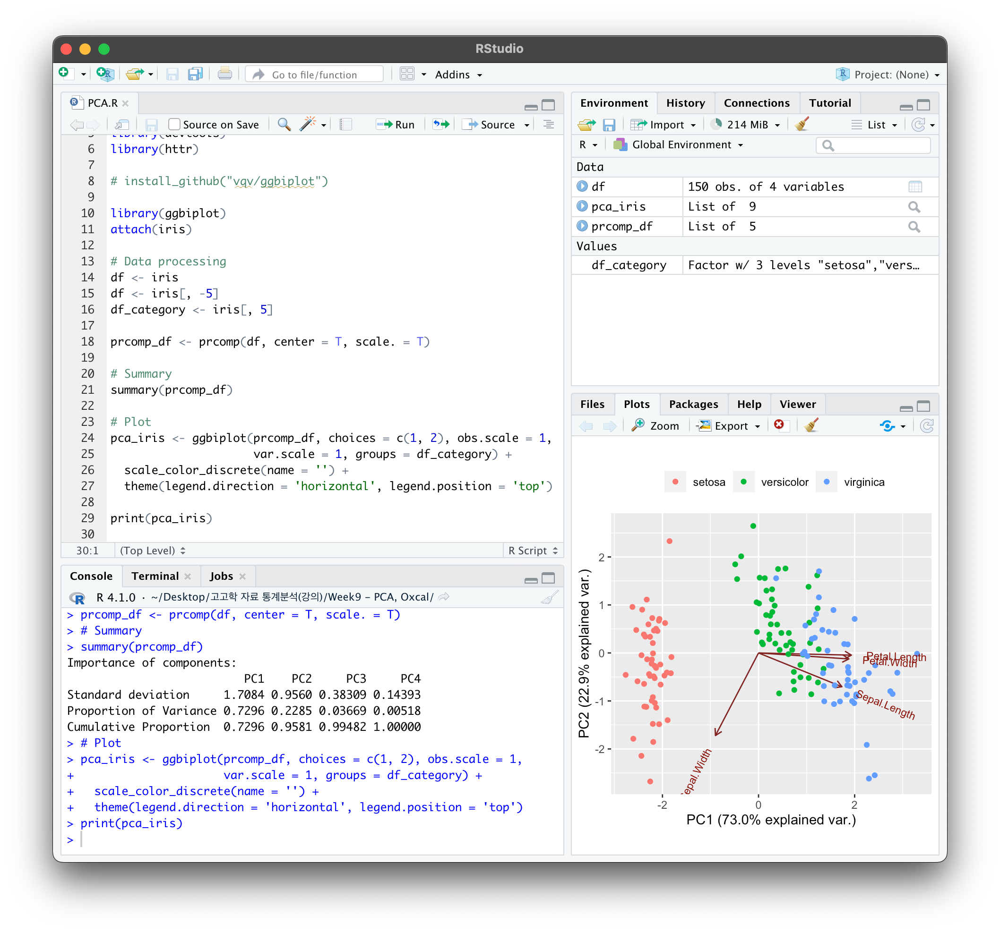 RStudio
Go to file/function
Addins
Project: (None)
PCA.R
Source on Save
Run
Source
5 library(devtools)
6 library(httr)
7
8 # install_github("vqv/ggbiplot")
9
10 library(ggbiplot)
11 attach(iris)
12
13 # Data processing
14 df <- iris
15 df <- iris[, -5]
16 df_category <- iris[, 5]
17
18 prcomp_df <- prcomp(df, center = T, scale. = T)
19
20 # Summary
21 summary(prcomp_df)
22
23 # Plot
24 pca_iris <- ggbiplot(prcomp_df, choices = c(1, 2), obs.scale = 1,
25 var.scale = 1, groups = df_category) +
26 scale_color_discrete(name = '') +
27 theme(legend.direction = 'horizontal', legend.position = 'top')
28
29 print(pca_iris)
30
30:1 (Top Level) R Script
Console Terminal Jobs
R 4.1.0 · ~/Desktop/고고학 자료 통계분석(강의)/Week9 – PCA, Oxcal/
> prcomp_df <- prcomp(df, center = T, scale. = T)
> # Summary
> summary(prcomp_df)
Importance of components:
PC1 PC2 PC3 PC4
Standard deviation 1.7084 0.9560 0.38309 0.14393
Proportion of Variance 0.7296 0.2285 0.03669 0.00518
Cumulative Proportion 0.7296 0.9581 0.99482 1.00000
> # Plot
> pca_iris <- ggbiplot(prcomp_df, choices = c(1, 2), obs.scale = 1,
+ var.scale = 1, groups = df_category) +
+ scale_color_discrete(name = '') +
+ theme(legend.direction = 'horizontal', legend.position = 'top')
> print(pca_iris)
>
Environment History Connections Tutorial
Import 214 MiB List
R Global Environment
Data
df 150 obs. of 4 variables
pca_iris List of 9
prcomp_df List of 5
Values
df_category Factor w/ 3 levels "setosa","vers…
Files Plots Packages Help Viewer
Zoom Export
setosa versicolor virginica
PC2 (22.9% explained var.)
2
1
0
-1
-2
Petal.Length
Petal.Width
Sepal.Length
Sepal.Width
-2 0 2
PC1 (73.0% explained var.)